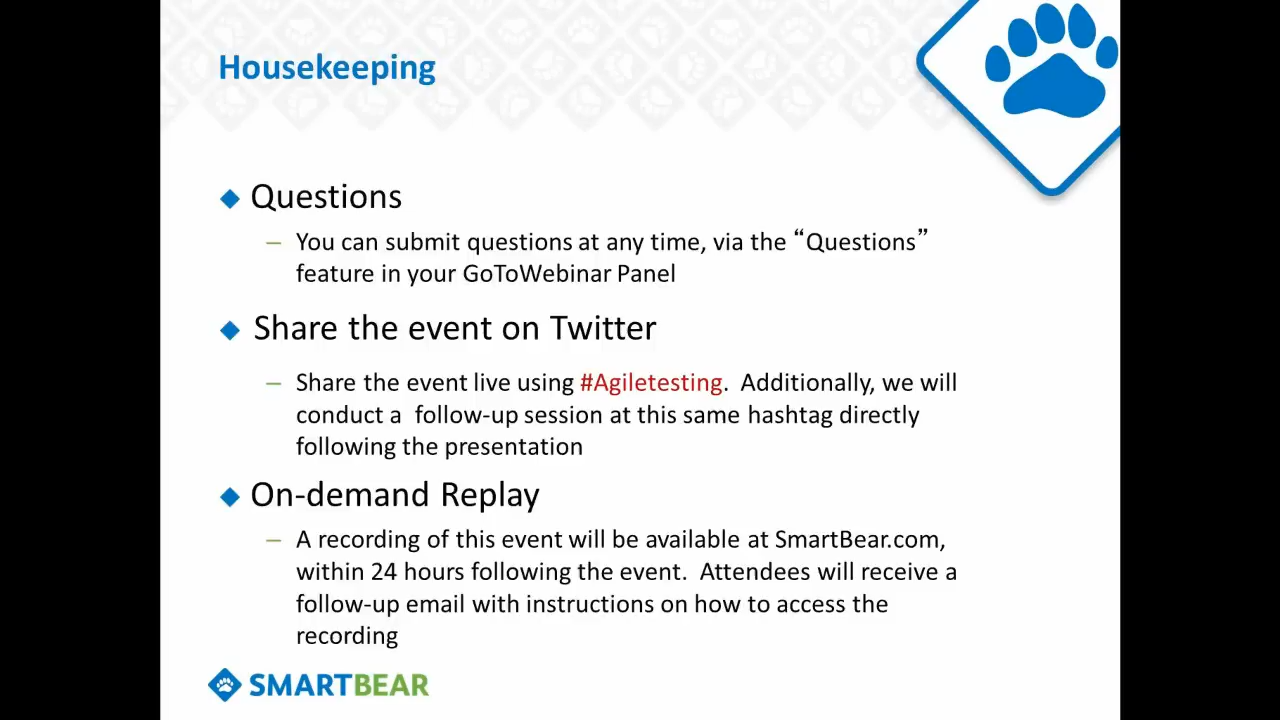 Housekeeping
Questions
– You can submit questions at any time, via the “Questions”
feature in your GoToWebinar Panel
Share the event on Twitter
– Share the event live using #Agiletesting.  Additionally, we will
conduct a  follow-up session at this same hashtag directly
following the presentation
On-demand Replay
– A recording of this event will be available at SmartBear.com,
within 24 hours following the event.  Attendees will receive a
follow-up email with instructions on how to access the
recording
SMARTBEAR